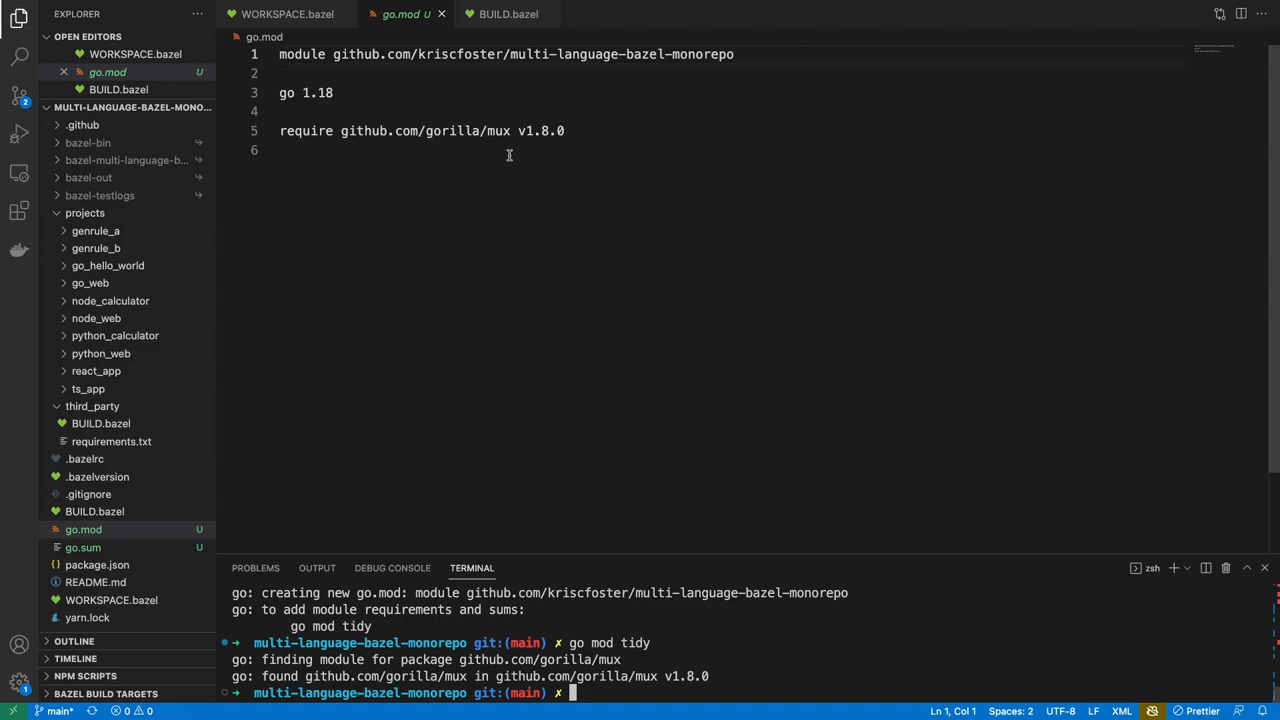 EXPLORER
OPEN EDITORS
WORKSPACE.bazel
go.mod U
BUILD.bazel
MULTI-LANGUAGE-BAZEL-MONO...
.github
bazel-bin
bazel-multi-language-b...
bazel-out
bazel-testlogs
projects
genrule_a
genrule_b
go_hello_world
go_web
node_calculator
node_web
python_calculator
python_web
react_app
ts_app
third_party
BUILD.bazel
requirements.txt
.bazelrc
.bazelversion
.gitignore
BUILD.bazel
go.mod U
go.sum U
package.json
README.md
WORKSPACE.bazel
yarn.lock
OUTLINE
TIMELINE
NPM SCRIPTS
BAZEL BUILD TARGETS
2
1
WORKSPACE.bazel go.mod U BUILD.bazel
go.mod
1 module github.com/kriscfoster/multi-language-bazel-monorepo
2
3 go 1.18
4
5 require github.com/gorilla/mux v1.8.0
6
PROBLEMS OUTPUT DEBUG CONSOLE TERMINAL zsh
go: creating new go.mod: module github.com/kriscfoster/multi-language-bazel-monorepo
go: to add module requirements and sums:
go mod tidy
➜ multi-language-bazel-monorepo git:(main) ✗ go mod tidy
go: finding module for package github.com/gorilla/mux
go: found github.com/gorilla/mux in github.com/gorilla/mux v1.8.0
➜ multi-language-bazel-monorepo git:(main) ✗
main* 0 0 Ln 1, Col 1 Spaces: 2 UTF-8 LF XML Prettier